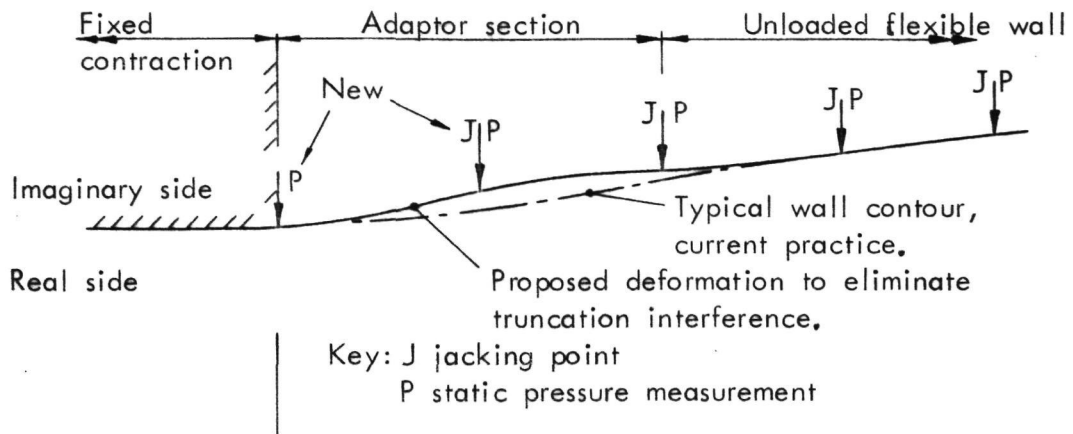 Fixed contraction
Adaptor section
Unloaded flexible wall
New
J P
J P
J P
J P
P
Imaginary side
Typical wall contour,
current practice.
Real side
Proposed deformation to eliminate
truncation interference.
Key: J jacking point
P static pressure measurement